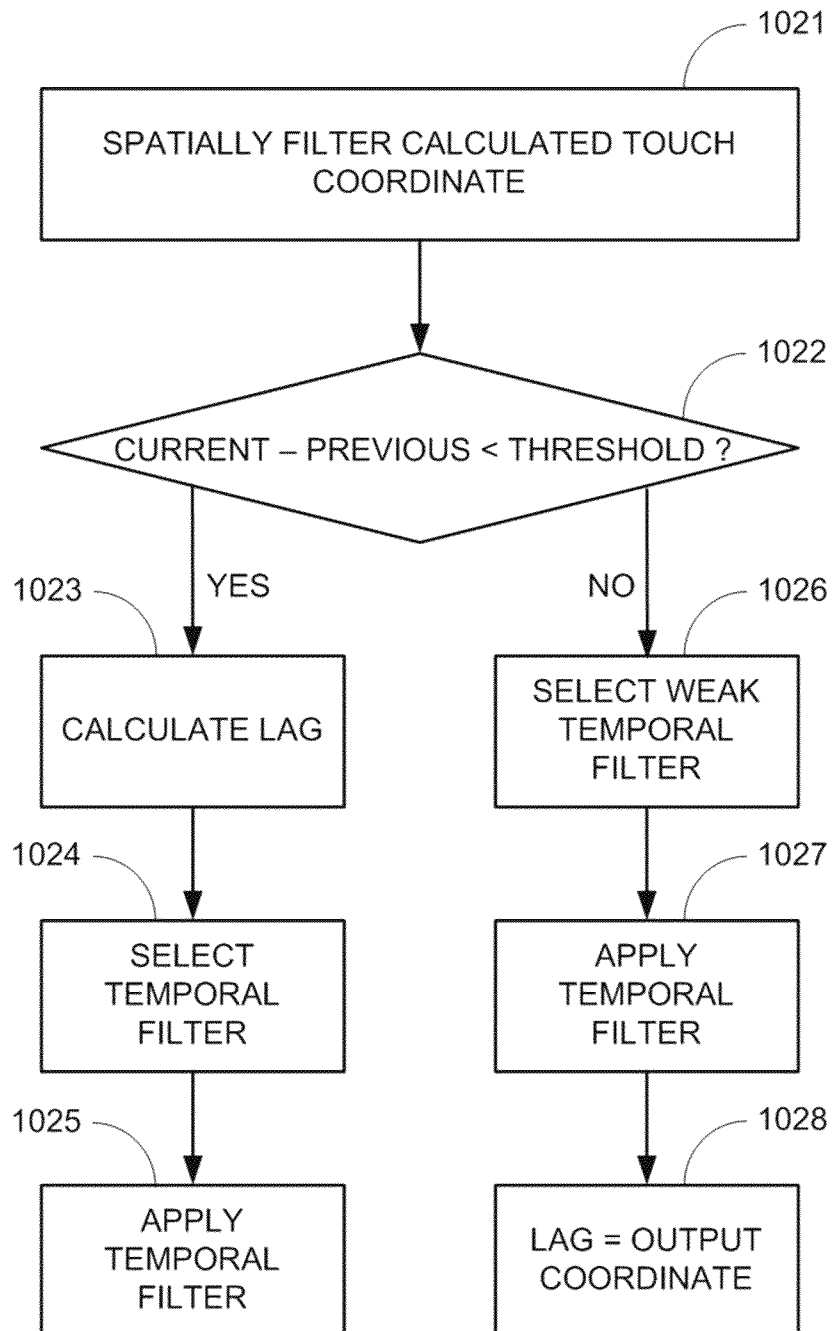 1021
SPATIALLY FILTER CALCULATED TOUCH
COORDINATE
1022
CURRENT – PREVIOUS < THRESHOLD ?
YES
NO
1023
CALCULATE LAG
1026
SELECT WEAK
TEMPORAL
FILTER
1024
SELECT
TEMPORAL
FILTER
1027
APPLY
TEMPORAL
FILTER
1025
APPLY
TEMPORAL
FILTER
1028
LAG = OUTPUT
COORDINATE